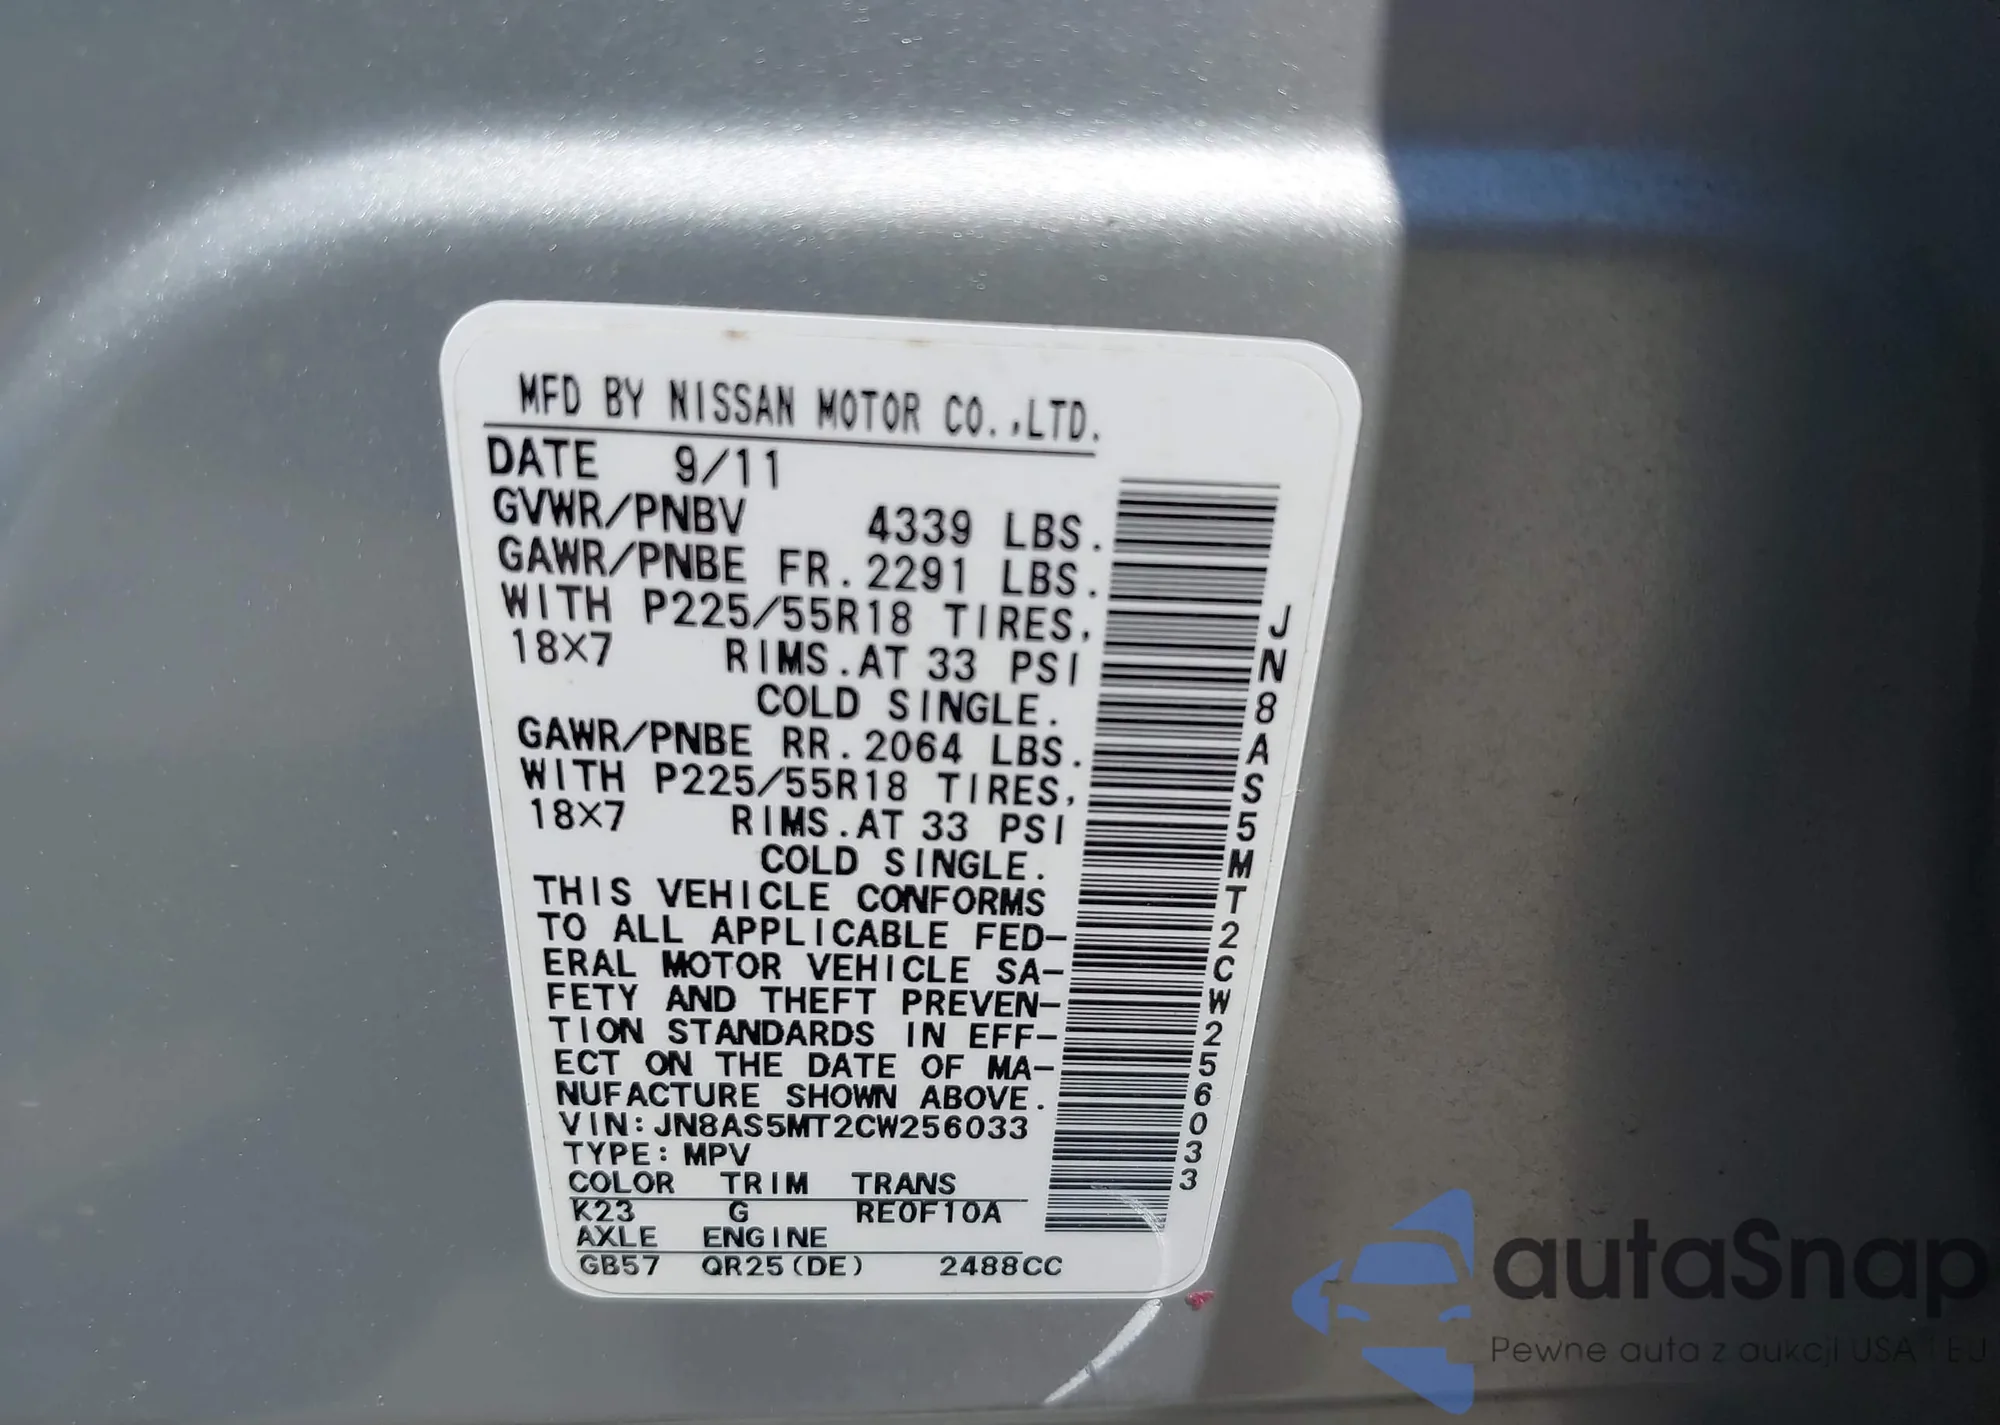 MFD BY NISSAN MOTOR CO.,LTD.
DATE 9/11
GVWR/PNBV 4339 LBS.
GAWR/PNBE FR.2291 LBS.
WITH P225/55R18 TIRES,
18X7 RIMS.AT 33 PSI
COLD SINGLE.
GAWR/PNBE RR.2064 LBS.
WITH P225/55R18 TIRES,
18X7 RIMS.AT 33 PSI
COLD SINGLE.
THIS VEHICLE CONFORMS
TO ALL APPLICABLE FED-
ERAL MOTOR VEHICLE SA-
FETY AND THEFT PREVEN-
TION STANDARDS IN EFF-
ECT ON THE DATE OF MA-
NUFACTURE SHOWN ABOVE.
VIN:JN8AS5MT2CW256033
TYPE:MPV
COLOR TRIM TRANS
K23 G RE0F10A
AXLE ENGINE
GB57 QR25(DE) 2488CC
JN8AS5MT2CW256033
autaSnap
Pewne auta z aukcji USA i EU